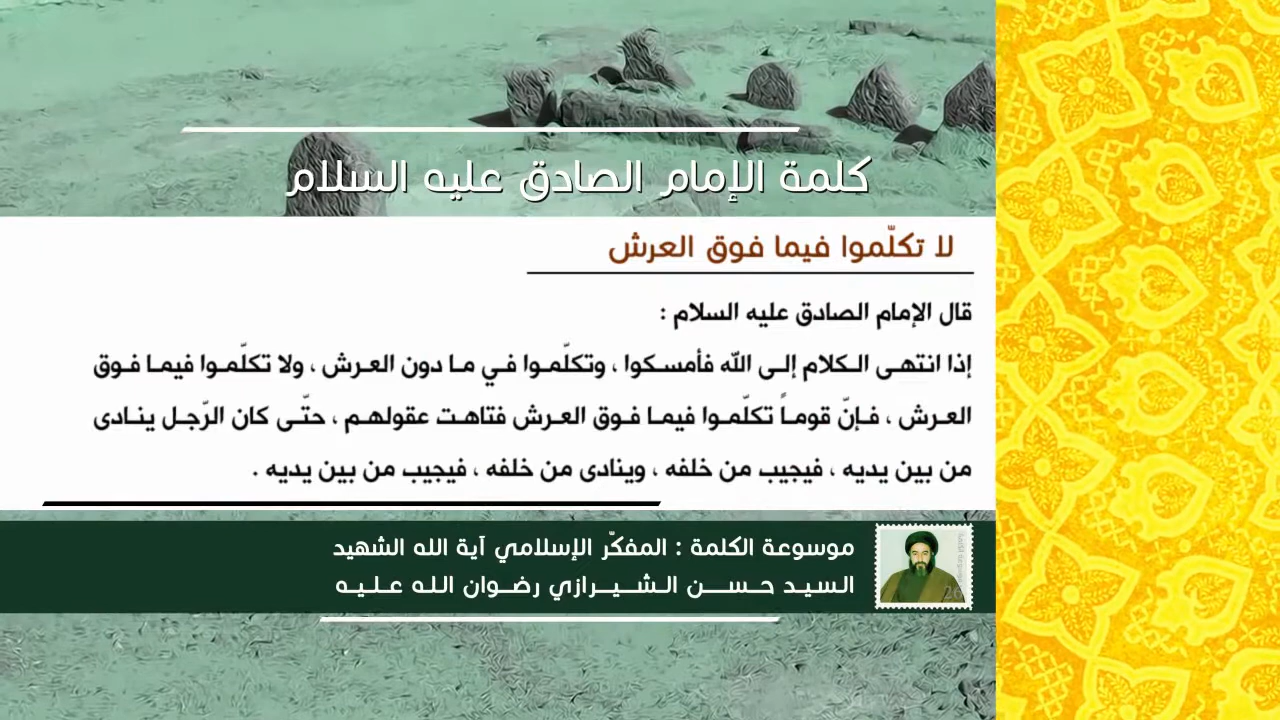 كلمة الإمام الصادق عليه السلام
لا تكلّموا فيما فوق العرش
قال الإمام الصادق عليه السلام :
إذا انتهى الكلام إلى الله فأمسكوا ، وتكلّموا في ما دون العرش ، ولا تكلّموا فيما فوق
العرش ، فإنّ قوماً تكلّموا فيما فوق العرش فتاهت عقولهم ، حتّى كان الرّجل ينادى
من بين يديه ، فيجيب من خلفه ، وينادى من خلفه ، فيجيب من بين يديه .
موسوعة الكلمة : المفكّر الإسلامي آية الله الشهيد
السيد حسن الشيرازي رضوان الله عليه
26